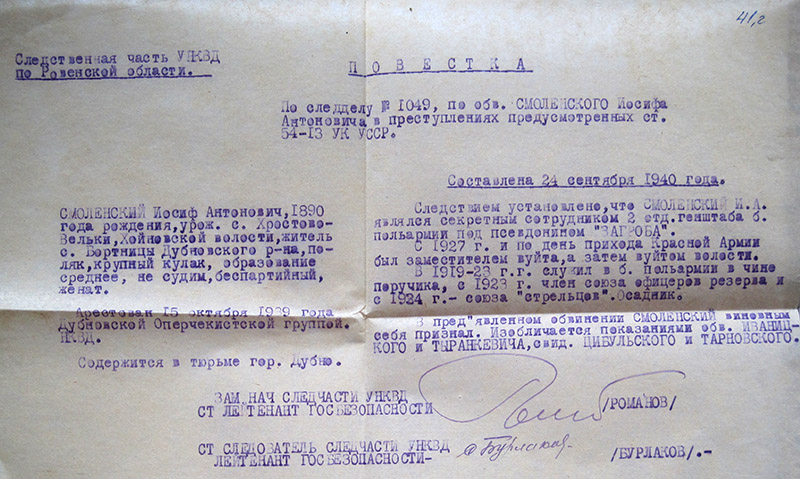 41,2
Следственная часть УНКВД
по Ровенской области.
ПОВЕСТКА
По следделу № 1049, по обв. СМОЛЕНСКОГО Иосифа
Антоновича в преступлениях предусмотренных ст.
54-13 УК УССР.
Составлена 24 сентября 1940 года.
СМОЛЕНСКИЙ Иосиф Антонович,1890
года рождения,урож. с. Хростово-
Вельки,Хойновской волости,житель
с. Бортницы Дубновского р-на,по-
ляк,крупный кулак, образование
среднее, не судим,беспартийный,
женат.
Арестован 15 октября 1939 года
Дубновской Оперчекистской группой.
НКВД.
Содержится в тюрьме гор. Дубно.
Следствием установлено,что СМОЛЕНСКИЙ И.А.
являлся секретным сотрудником 2 отд.генштаба б.
польармии под псевдонином "ЗАГРОБА".
С 1927 г. и по день прихода Красной Армии
был заместителем вуйта,а затем вуйтом волости.
В 1919-23 г.г. служил в б. польармии в чине
поручика, с 1923 г. член союза офицеров резерва и
с 1924 г.- союза "стрельцов".Осадник.
В пред"явленном обвинении СМОЛЕНСКИЙ виновным
себя признал. Изобличается показаниями обв. ИВАНИЦ-
КОГО и ТЫРАНКЕВИЧА,свид. ЦИБУЛЬСКОГО и ТАРНОВСКОГО.
ЗАМ.НАЧ СЛЕДЧАСТИ УНКВД
СТ ЛЕЙТЕНАНТ ГОСБЕЗОПАСНОСТИ /РОМАНОВ/
СТ СЛЕДОВАТЕЛЬ СЛЕДЧАСТИ УНКВД Бурлаков
ЛЕЙТЕНАНТ ГОСБЕЗОПАСНОСТИ- /БУРЛАКОВ/.-